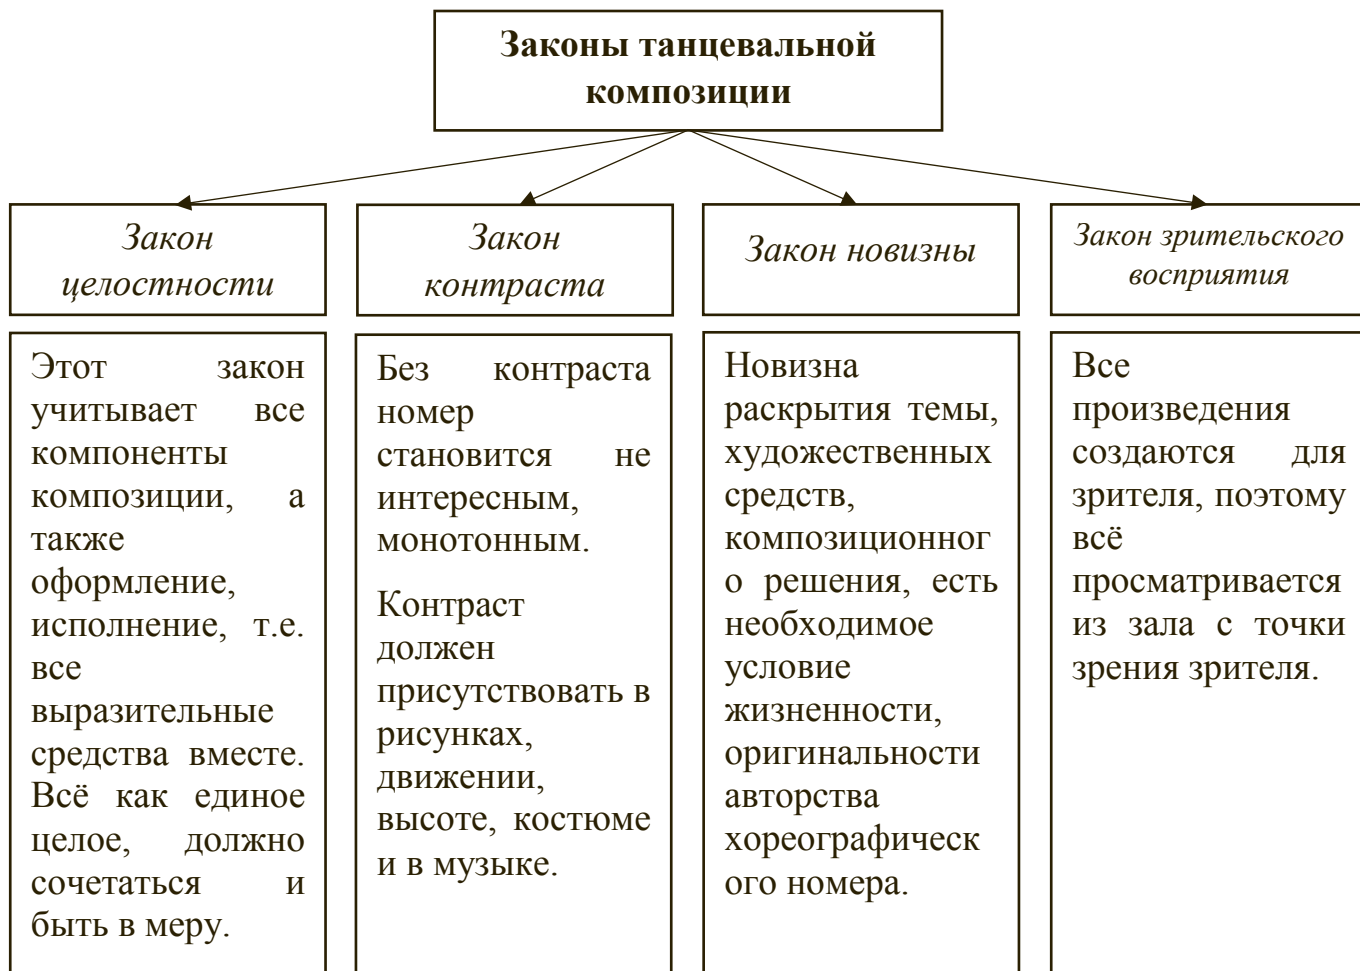 Законы танцевальной
композиции
Закон
целостности
Закон
контраста
Закон новизны
Закон зрительского
восприятия
Этот закон
учитывает все
компоненты
композиции, а
также
оформление,
исполнение, т.е.
все
выразительные
средства вместе.
Всё как единое
целое, должно
сочетаться и
быть в меру.
Без контраста
номер
становится не
интересным,
монотонным.
Контраст
должен
присутствовать в
рисунках,
движении,
высоте, костюме
и в музыке.
Новизна
раскрытия темы,
художественных
средств,
композиционног
о решения, есть
необходимое
условие
жизненности,
оригинальности
авторства
хореографическ
ого номера.
Все
произведения
создаются для
зрителя, поэтому
всё
просматривается
из зала с точки
зрения зрителя.